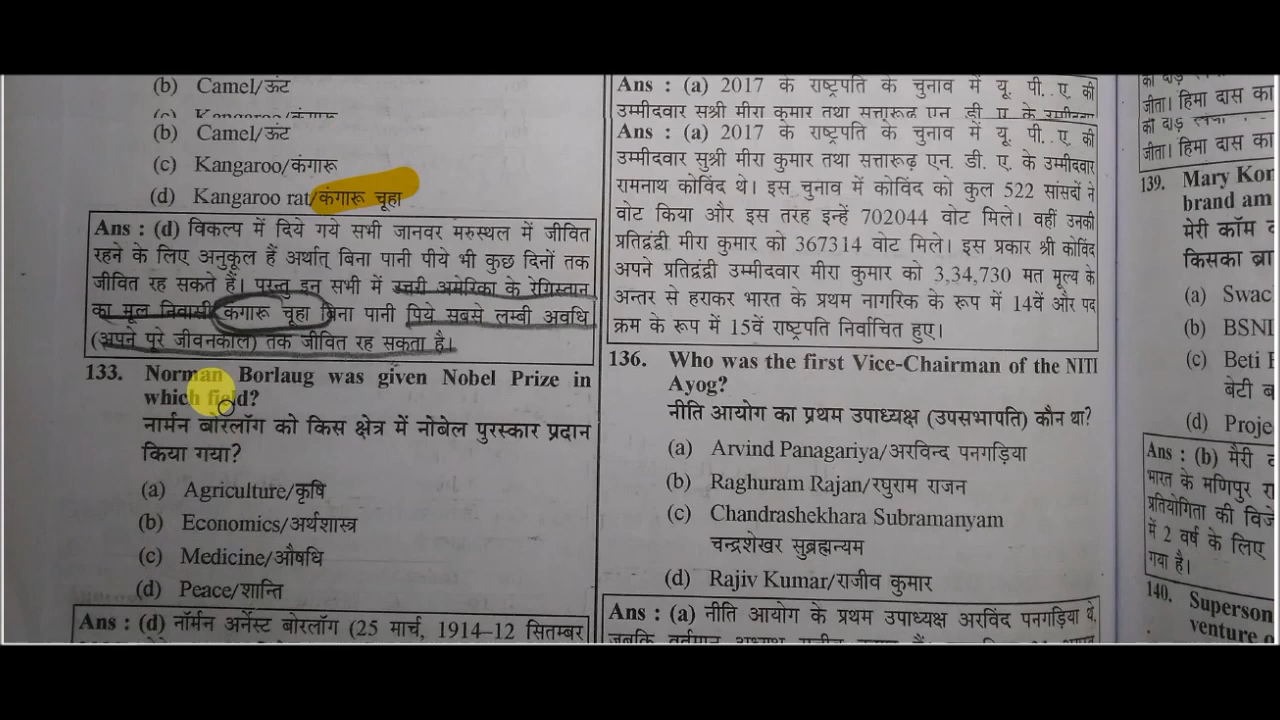 (b) Camel/ऊंट
(b) Camel/ऊंट
(c) Kangaroo/कंगारू
(d) Kangaroo rat/कंगारू चूहा
Ans : (d) विकल्प में दिये गये सभी जानवर मरुस्थल में जीवित
रहने के लिए अनुकूल हैं अर्थात् बिना पानी पीये भी कुछ दिनों तक
जीवित रह सकते हैं। परन्तु इन सभी में उत्तरी अमेरिका के रेगिस्तान
का मूल निवासी कंगारू चूहा बिना पानी पिये सबसे लम्बी अवधि
(अपने पूरे जीवनकाल) तक जीवित रह सकता है।
133. Norman Borlaug was given Nobel Prize in
which field?
नार्मन बोरलॉग को किस क्षेत्र में नोबेल पुरस्कार प्रदान
किया गया?
(a) Agriculture/कृषि
(b) Economics/अर्थशास्त्र
(c) Medicine/औषधि
(d) Peace/शान्ति
Ans : (d) नॉर्मन अर्नेस्ट बोरलॉग (25 मार्च, 1914–12 सितम्बर
Ans : (a) 2017 के राष्ट्रपति के चुनाव में यू. पी. ए. की
उम्मीदवार सुश्री मीरा कुमार तथा सत्तारूढ़ एन. डी. ए. के उम्मीदवार
Ans : (a) 2017 के राष्ट्रपति के चुनाव में यू. पी. ए. की
उम्मीदवार सुश्री मीरा कुमार तथा सत्तारूढ़ एन. डी. ए. के उम्मीदवार
रामनाथ कोविंद थे। इस चुनाव में कोविंद को कुल 522 सांसदों ने
वोट किया और इस तरह इन्हें 702044 वोट मिले। वहीं उनकी
प्रतिद्वंद्वी मीरा कुमार को 367314 वोट मिले। इस प्रकार श्री कोविंद
अपने प्रतिद्वंद्वी उम्मीदवार मीरा कुमार को 3,34,730 मत मूल्य के
अन्तर से हराकर भारत के प्रथम नागरिक के रूप में 14वें और पद
क्रम के रूप में 15वें राष्ट्रपति निर्वाचित हुए।
136. Who was the first Vice-Chairman of the NITI
Ayog?
नीति आयोग का प्रथम उपाध्यक्ष (उपसभापति) कौन था?
(a) Arvind Panagariya/अरविन्द पनगड़िया
(b) Raghuram Rajan/रघुराम राजन
(c) Chandrashekhara Subramanyam
चन्द्रशेखर सुब्रह्मन्यम
(d) Rajiv Kumar/राजीव कुमार
Ans : (a) नीति आयोग के प्रथम उपाध्यक्ष अरविंद पनगड़िया थे,
जीता। हिमा दास का
जीता। हिमा दास का
139. Mary Kor
brand am
मेरी कॉम
किसका ब्रा
(a) Swac
(b) BSNI
(c) Beti
बेटी ब
(d) Proje
Ans : (b) मैरी
भारत के मणिपुर रा
प्रतियोगिता की विजे
में 2 वर्ष के लिए
गया है।
140. Superson
venture o